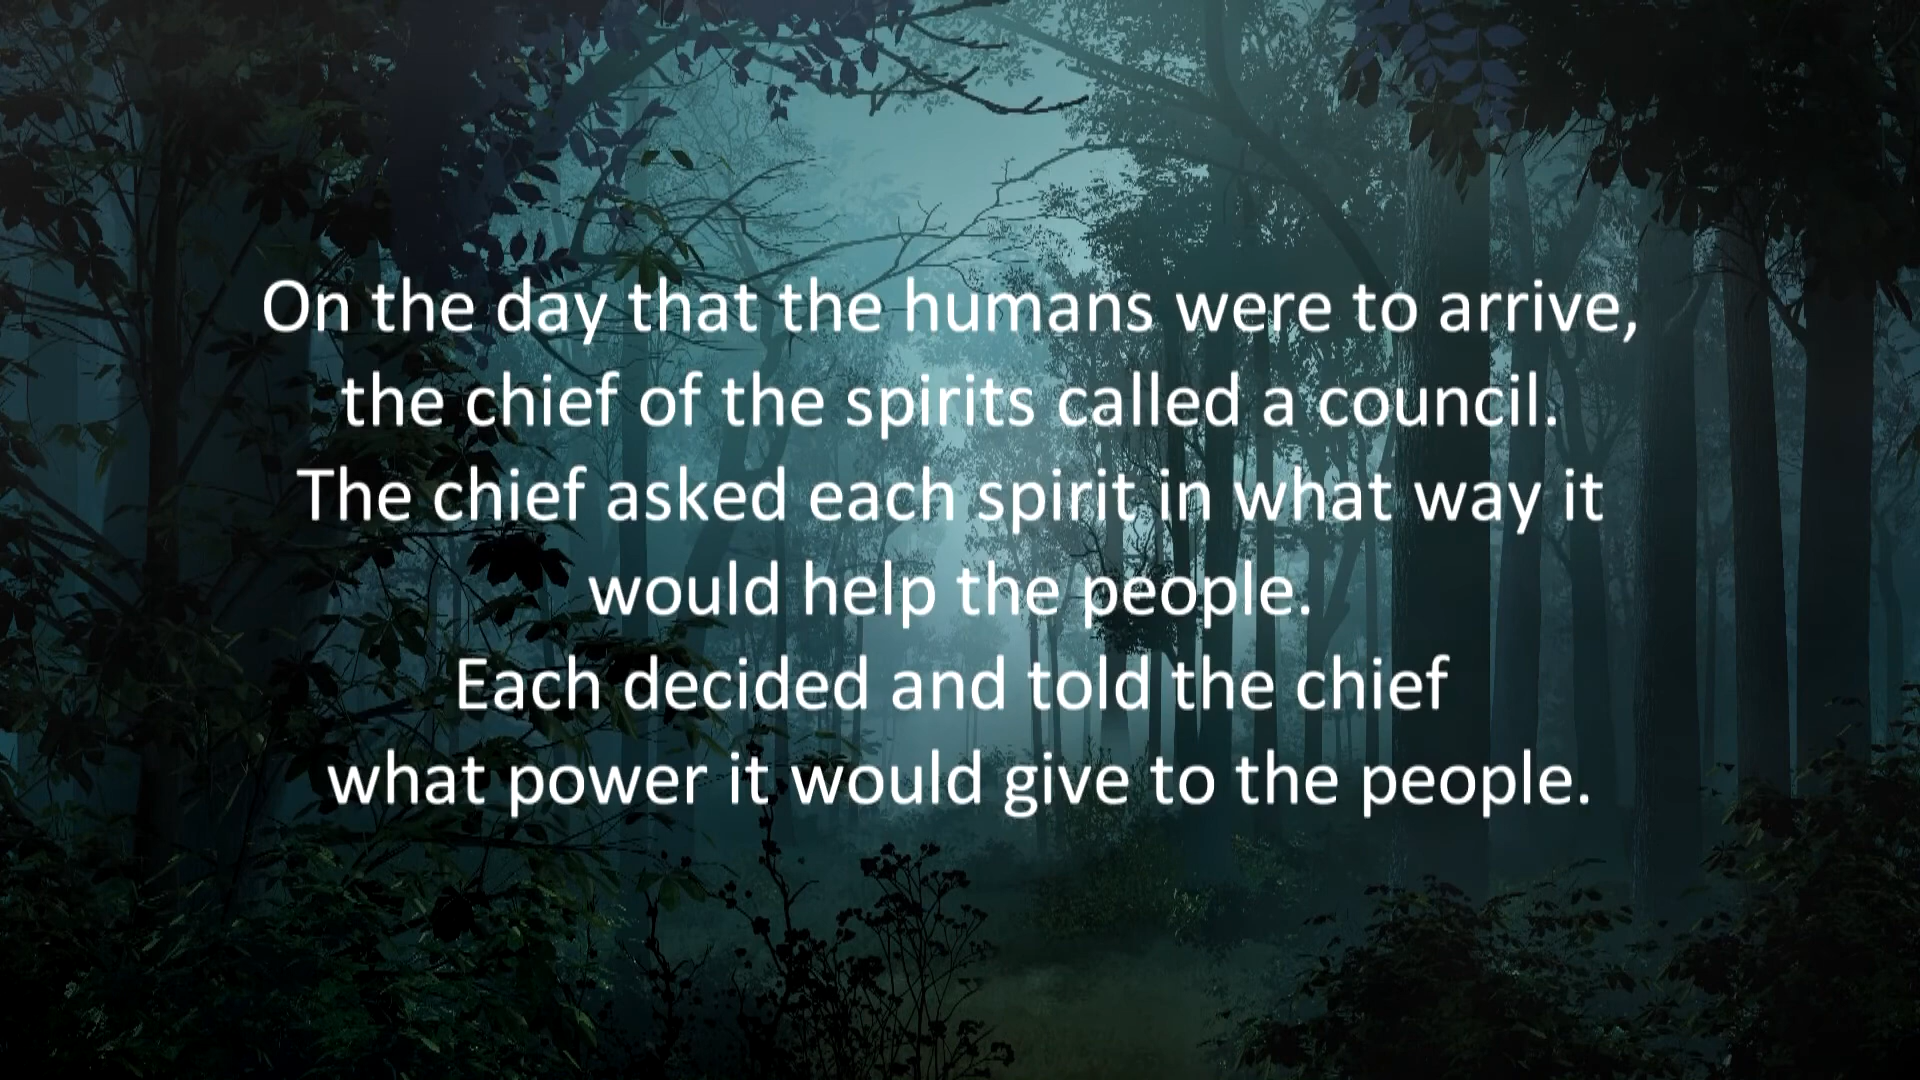 On the day that the humans were to arrive,
the chief of the spirits called a council.
The chief asked each spirit in what way it
would help the people.
Each decided and told the chief
what power it would give to the people.